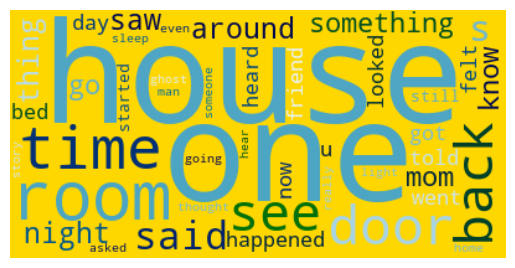 day
saw
even
around
something
s
sleep
thing
house
go
started
ghost
man
someone
heard
friend
looked
felt
know
still
bed
time
one
going
hear
u
got
told
back
story
room
now
really
light
mom
went
thought
see
door
night
said
happened
asked
home